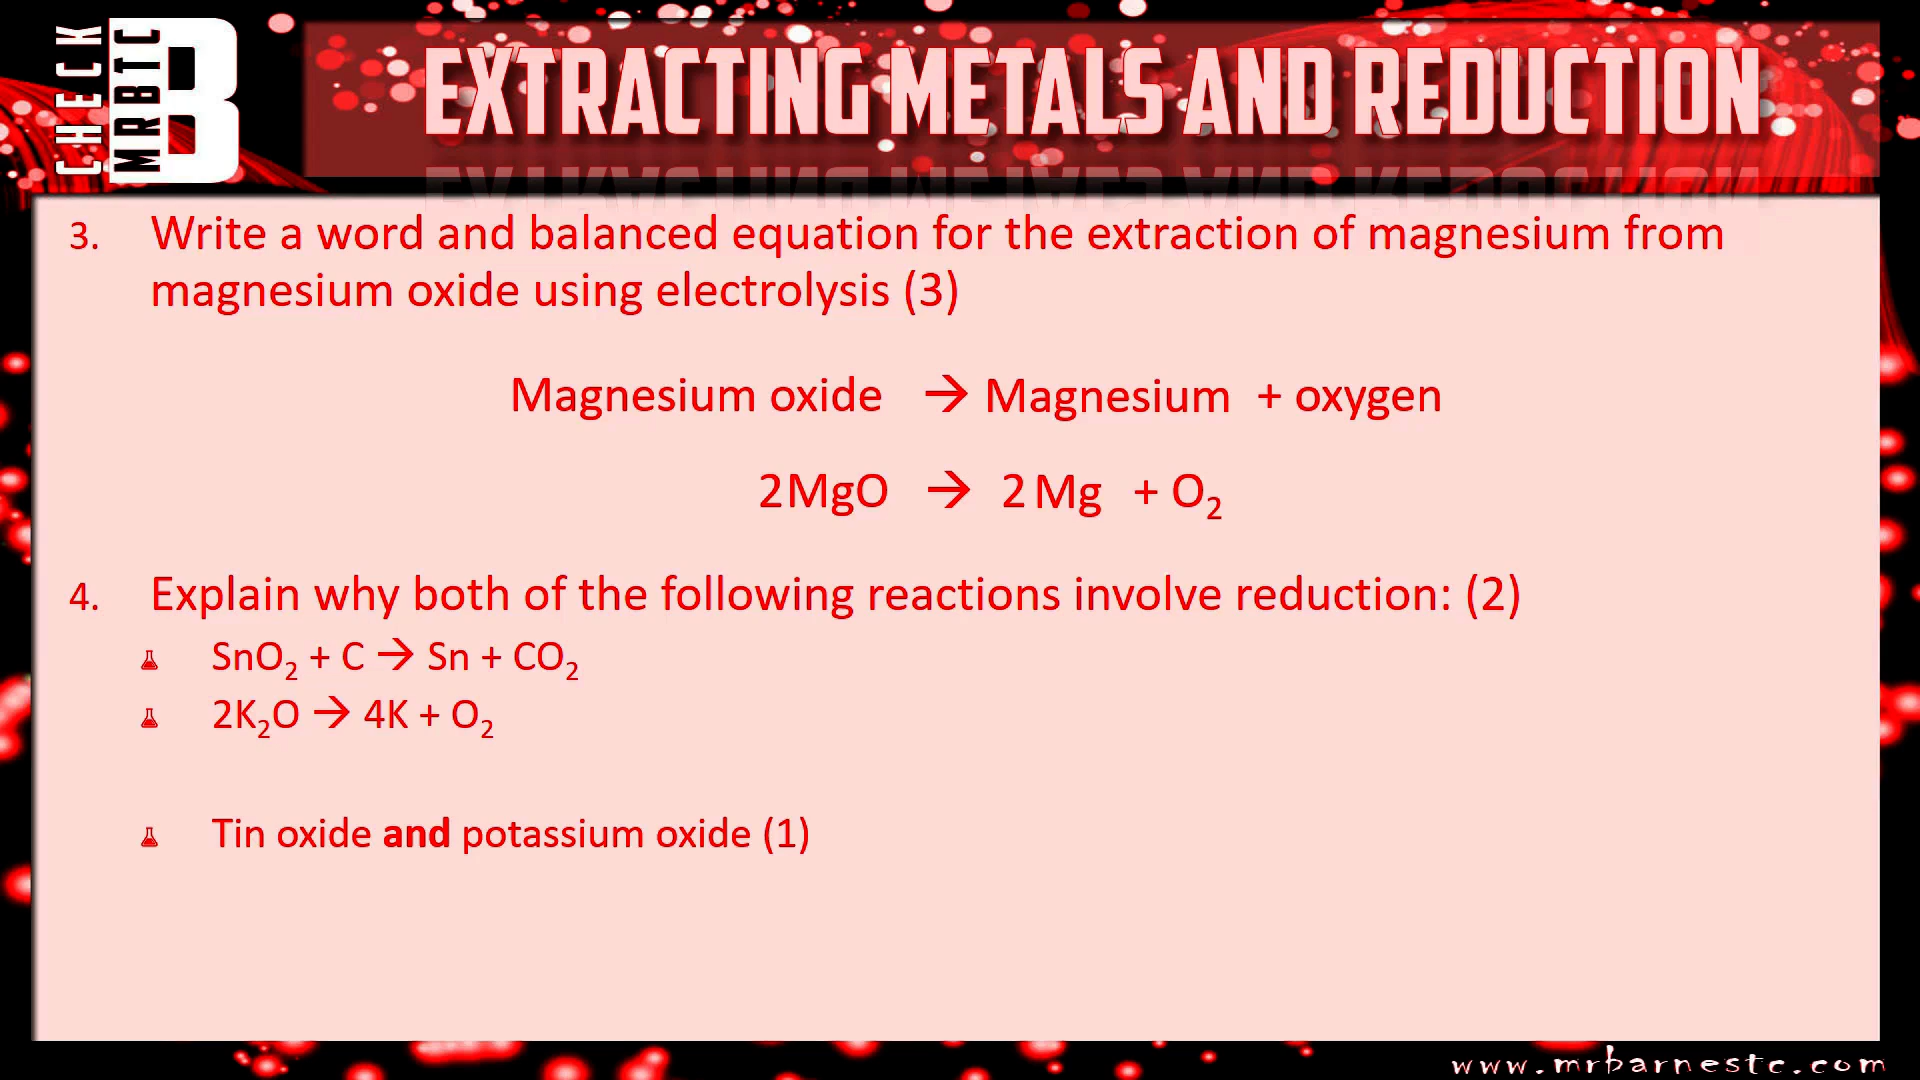 CHECK
MRBTC
B
EXTRACTING METALS AND REDUCTION
3. Write a word and balanced equation for the extraction of magnesium from
magnesium oxide using electrolysis (3)
Magnesium oxide → Magnesium + oxygen
2MgO → 2Mg + O₂
4. Explain why both of the following reactions involve reduction: (2)
SnO₂ + C → Sn + CO₂
2K₂O → 4K + O₂
Tin oxide and potassium oxide (1)
www.mrbarnestc.com